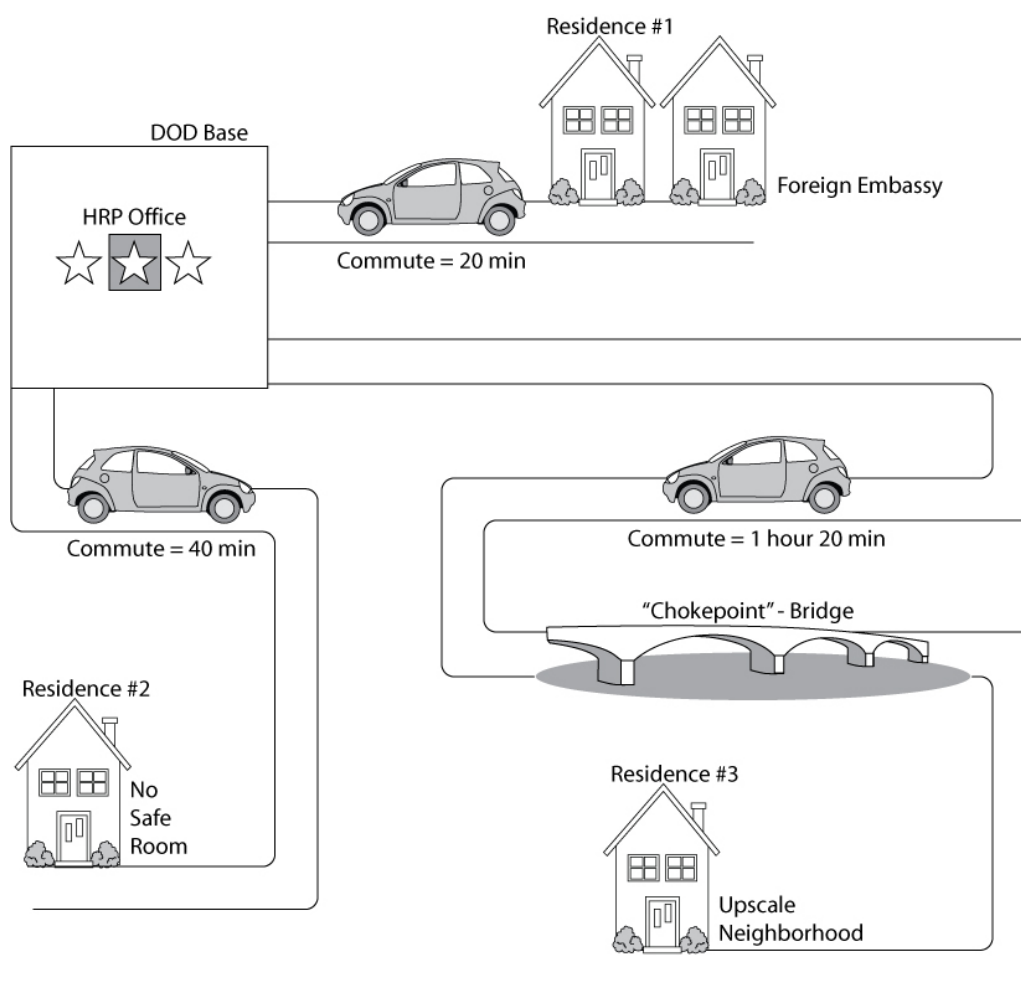 Residence #1
DOD Base
Foreign Embassy
HRP Office
Commute = 20 min
Commute = 40 min
Commute = 1 hour 20 min
“Chokepoint” - Bridge
Residence #2
No
Safe
Room
Residence #3
Upscale
Neighborhood